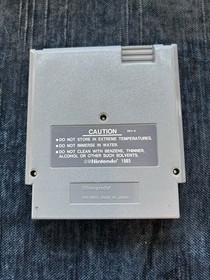 CAUTION
●DO NOT STORE IN EXTREME TEMPERATURES.
●DO NOT IMMERSE IN WATER.
●DO NOT CLEAN WITH BENZENE, THINNER,
ALCOHOL OR OTHER SUCH SOLVENTS.
©Nintendo® 1985
Nintendo®